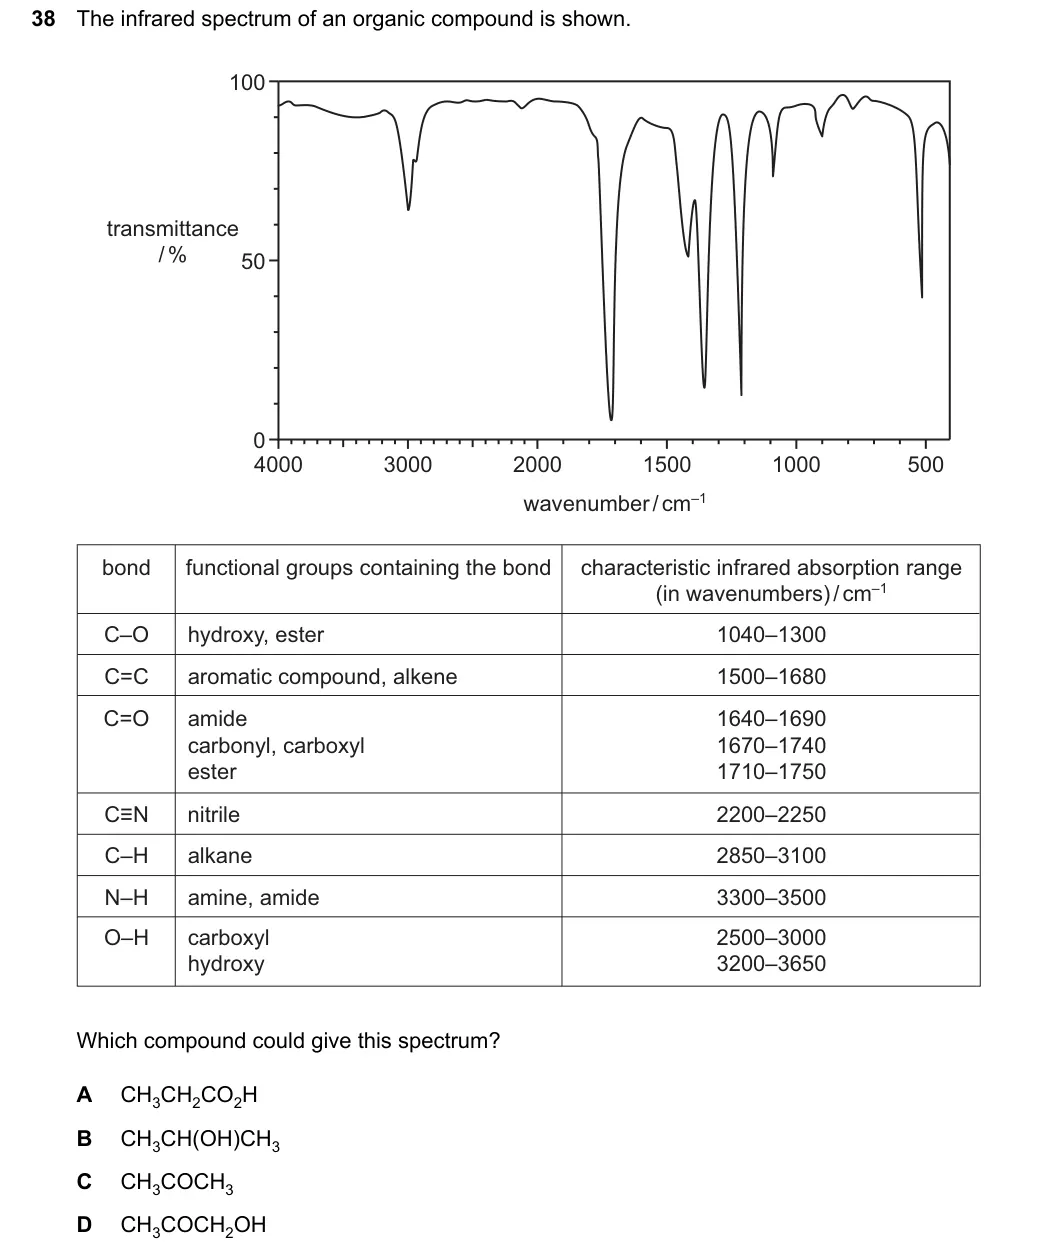 38 The infrared spectrum of an organic compound is shown.
100
transmittance
/ %
50
0
4000 3000 2000 1500 1000 500
wavenumber / cm⁻¹
bond functional groups containing the bond characteristic infrared absorption range
(in wavenumbers) / cm⁻¹
C–O hydroxy, ester 1040–1300
C=C aromatic compound, alkene 1500–1680
C=O amide 1640–1690
carbonyl, carboxyl 1670–1740
ester 1710–1750
C≡N nitrile 2200–2250
C–H alkane 2850–3100
N–H amine, amide 3300–3500
O–H carboxyl 2500–3000
hydroxy 3200–3650
Which compound could give this spectrum?
A CH₃CH₂CO₂H
B CH₃CH(OH)CH₃
C CH₃COCH₃
D CH₃COCH₂OH